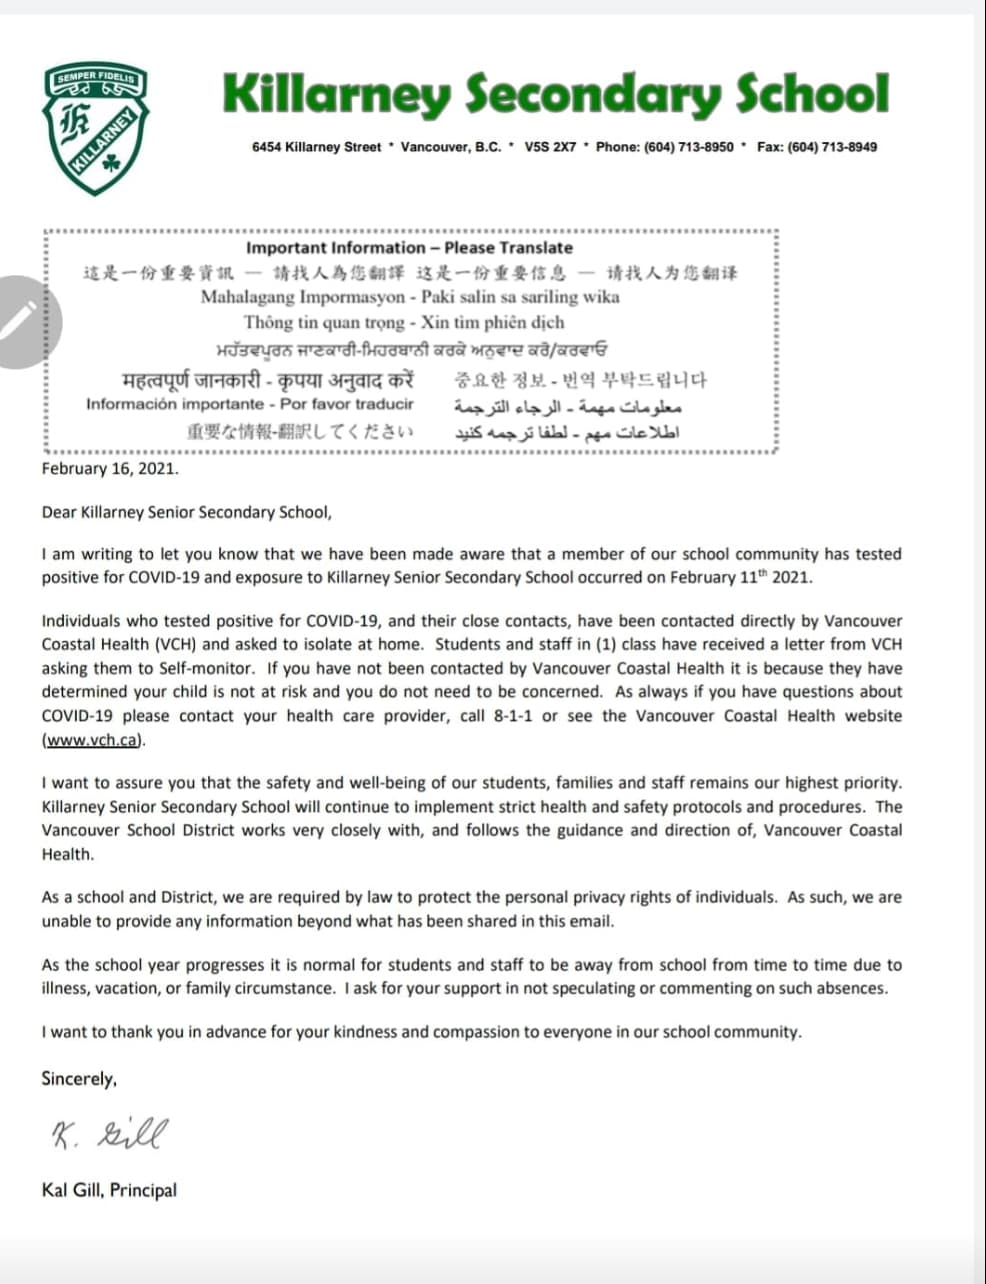 SEMPER FIDELIS
K
KILLARNEY
Killarney Secondary School
6454 Killarney Street * Vancouver, B.C. * V5S 2X7 * Phone: (604) 713-8950 * Fax: (604) 713-8949
Important Information – Please Translate
這是一份重要資訊 — 請找人為您翻譯 这是一份重要信息 — 请找人为您翻译
Mahalagang Impormasyon - Paki salin sa sariling wika
Thông tin quan trọng - Xin tìm phiên dịch
ਮਹੱਤਵਪੂਰਨ ਜਾਣਕਾਰੀ-ਮਿਹਰਬਾਨੀ ਕਰਕੇ ਅਨੁਵਾਦ ਕਰੋ/ਕਰਵਾਓ
महत्वपूर्ण जानकारी - कृपया अनुवाद करें 중요한 정보 - 번역 부탁드립니다
Información importante - Por favor traducir معلومات مهمة - الرجاء الترجمة
重要な情報-翻訳してください اطلاعات مهم - لطفا ترجمه کنید
February 16, 2021.
Dear Killarney Senior Secondary School,
I am writing to let you know that we have been made aware that a member of our school community has tested
positive for COVID-19 and exposure to Killarney Senior Secondary School occurred on February 11th 2021.
Individuals who tested positive for COVID-19, and their close contacts, have been contacted directly by Vancouver
Coastal Health (VCH) and asked to isolate at home. Students and staff in (1) class have received a letter from VCH
asking them to Self-monitor. If you have not been contacted by Vancouver Coastal Health it is because they have
determined your child is not at risk and you do not need to be concerned. As always if you have questions about
COVID-19 please contact your health care provider, call 8-1-1 or see the Vancouver Coastal Health website
(www.vch.ca).
I want to assure you that the safety and well-being of our students, families and staff remains our highest priority.
Killarney Senior Secondary School will continue to implement strict health and safety protocols and procedures. The
Vancouver School District works very closely with, and follows the guidance and direction of, Vancouver Coastal
Health.
As a school and District, we are required by law to protect the personal privacy rights of individuals. As such, we are
unable to provide any information beyond what has been shared in this email.
As the school year progresses it is normal for students and staff to be away from school from time to time due to
illness, vacation, or family circumstance. I ask for your support in not speculating or commenting on such absences.
I want to thank you in advance for your kindness and compassion to everyone in our school community.
Sincerely,
K. Gill
Kal Gill, Principal